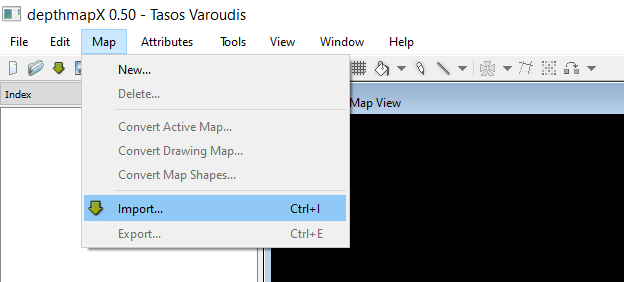 depthmapX 0.50 - Tasos Varoudis
File Edit Map Attributes Tools View Window Help
Index
Map View
New...
Delete...
Convert Active Map...
Convert Drawing Map...
Convert Map Shapes...
Import... Ctrl+I
Export... Ctrl+E